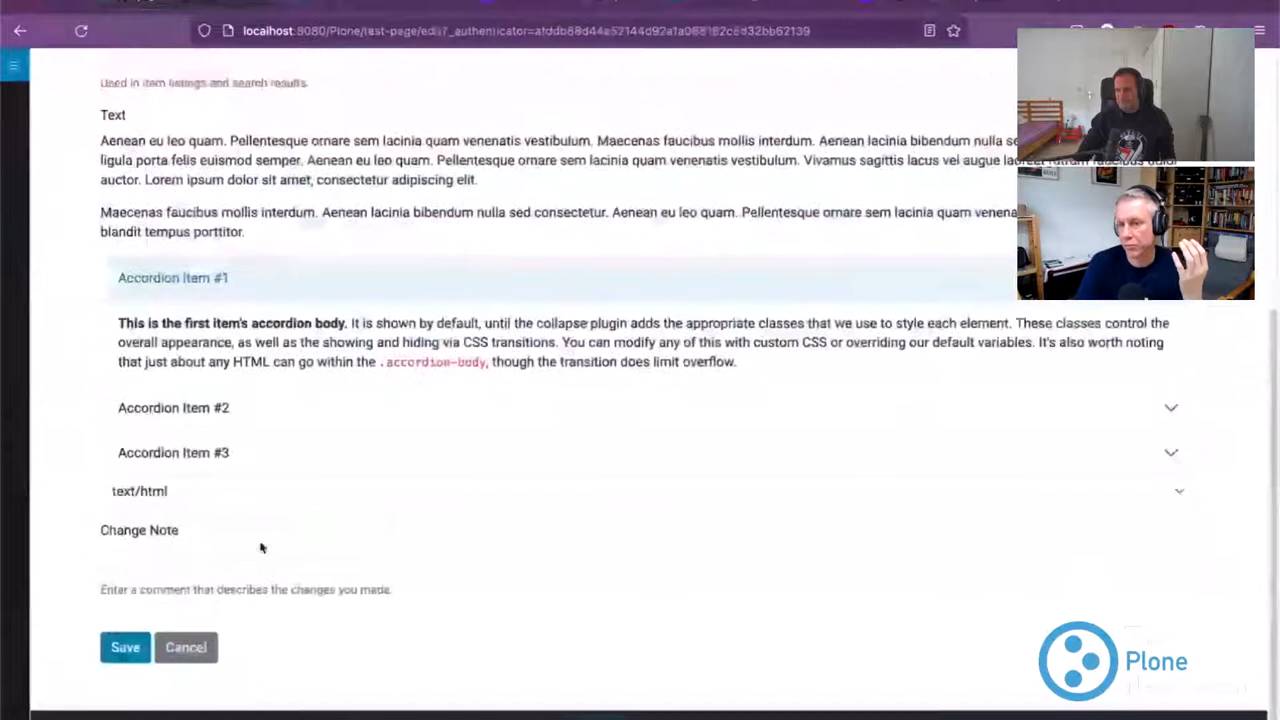 localhost:8080/Plone/test-page/edit?_authenticator=
Used in item listings and search results.
Text
Aenean eu leo quam. Pellentesque ornare sem lacinia quam venenatis vestibulum. Maecenas faucibus mollis interdum. Aenean lacinia bibendum nulla se
ligula porta felis euismod semper. Aenean eu leo quam. Pellentesque ornare sem lacinia quam venenatis vestibulum. Vivamus sagittis lacus vel augue laoreet rutrum faucibus dolor
auctor. Lorem ipsum dolor sit amet, consectetur adipiscing elit.
Maecenas faucibus mollis interdum. Aenean lacinia bibendum nulla sed consectetur. Aenean eu leo quam. Pellentesque ornare sem lacinia quam venena
blandit tempus porttitor.
Accordion Item #1
This is the first item's accordion body. It is shown by default, until the collapse plugin adds the appropriate classes that we use to style each element. These classes control the
overall appearance, as well as the showing and hiding via CSS transitions. You can modify any of this with custom CSS or overriding our default variables. It's also worth noting
that just about any HTML can go within the .accordion-body, though the transition does limit overflow.
Accordion Item #2
Accordion Item #3
text/html
Change Note
Enter a comment that describes the changes you made.
Save Cancel
Plone